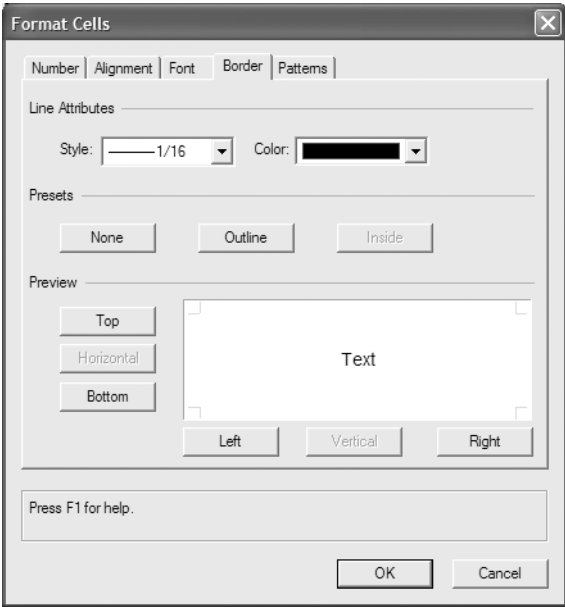 Format Cells
Number Alignment Font Border Patterns
Line Attributes
Style: 1/16 Color:
Presets
None Outline Inside
Preview
Top
Horizontal
Text
Bottom
Left Vertical Right
Press F1 for help.
OK Cancel